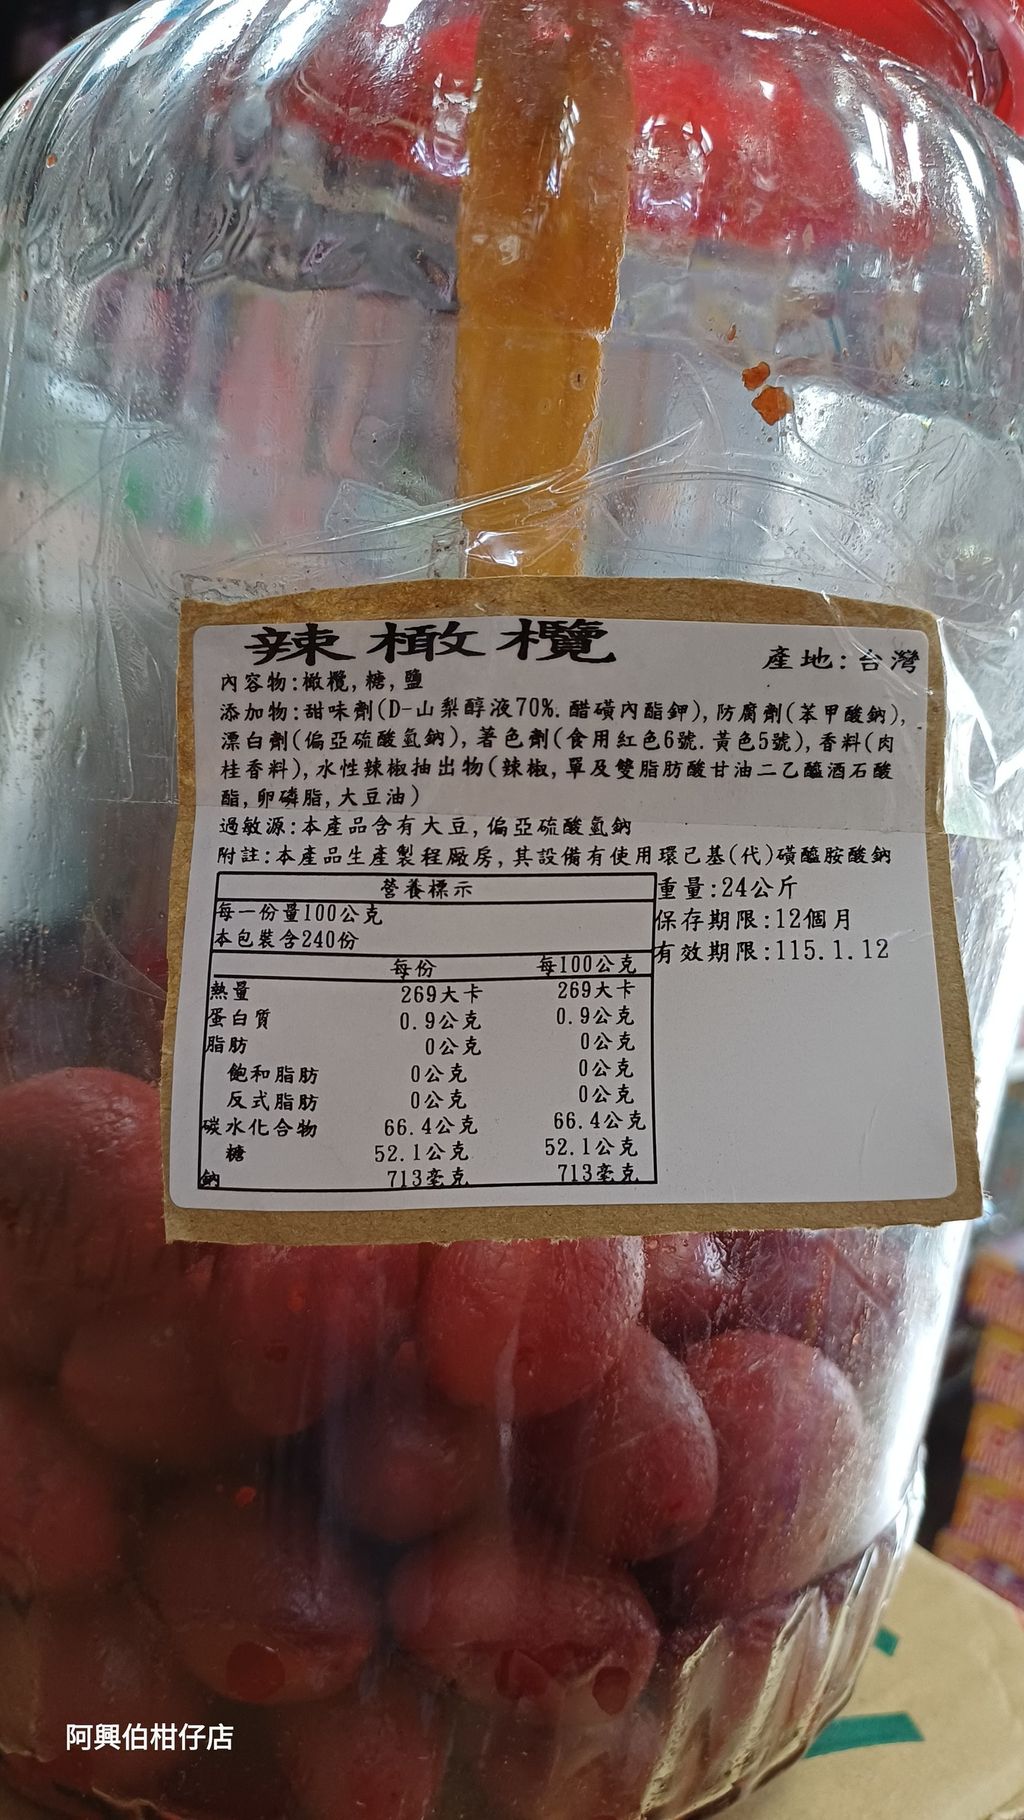 辣橄欖
產地:台灣
內容物:橄欖,糖,鹽
添加物:甜味劑(D-山梨醇液70%.醋磺內酯鉀),防腐劑(苯甲酸鈉),
漂白劑(偏亞硫酸氫鈉),著色劑(食用紅色6號.黃色5號),香料(肉
桂香料),水性辣椒抽出物(辣椒,單及雙脂肪酸甘油二乙醯酒石酸
酯,卵磷脂,大豆油)
過敏源:本產品含有大豆,偏亞硫酸氫鈉
附註:本產品生產製程廠房,其設備有使用環己基(代)磺醯胺酸鈉
營養標示
每一份量100公克
本包裝含240份
每份 每100公克
熱量 269大卡 269大卡
蛋白質 0.9公克 0.9公克
脂肪 0公克 0公克
飽和脂肪 0公克 0公克
反式脂肪 0公克 0公克
碳水化合物 66.4公克 66.4公克
糖 52.1公克 52.1公克
鈉 713毫克 713毫克
重量:24公斤
保存期限:12個月
有效期限:115.1.12
阿興伯柑仔店